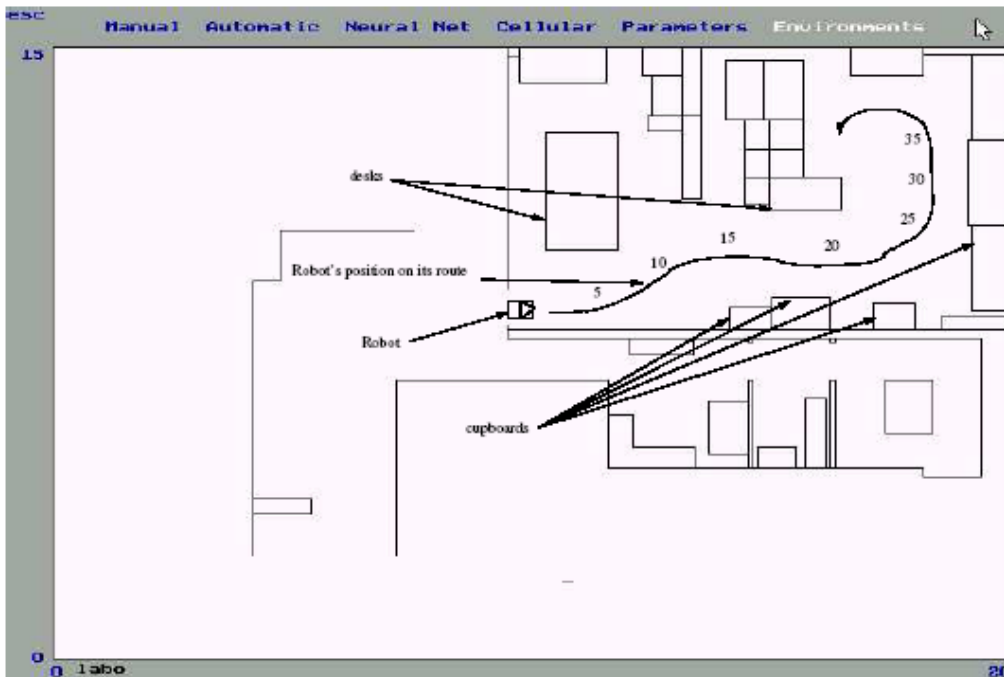 esc
Manual Automatic Neural Net Cellular Parameters Environments
15
35
desks
30
25
15
20
Robot's position on its route
10
5
Robot
cupboards
0
0 labo
20